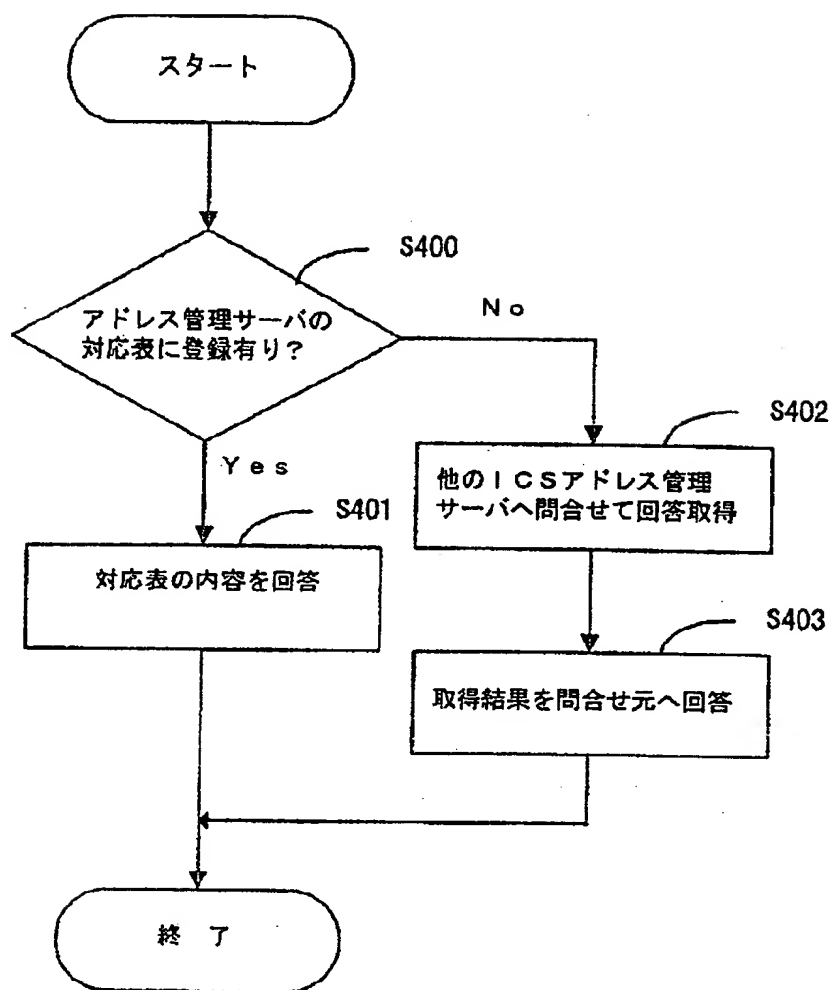 スタート
S400
アドレス管理サーバの
対応表に登録有り？
Ｎｏ
S402
Ｙｅｓ
他のＩＣＳアドレス管理
サーバへ問合せて回答取得
S401
対応表の内容を回答
S403
取得結果を問合せ元へ回答
終 了